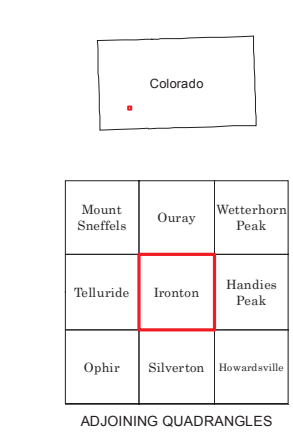 Colorado
Mount
Sneffels
Ouray
Wetterhorn
Peak
Telluride
Ironton
Handies
Peak
Ophir
Silverton
Howardsville
ADJOINING QUADRANGLES